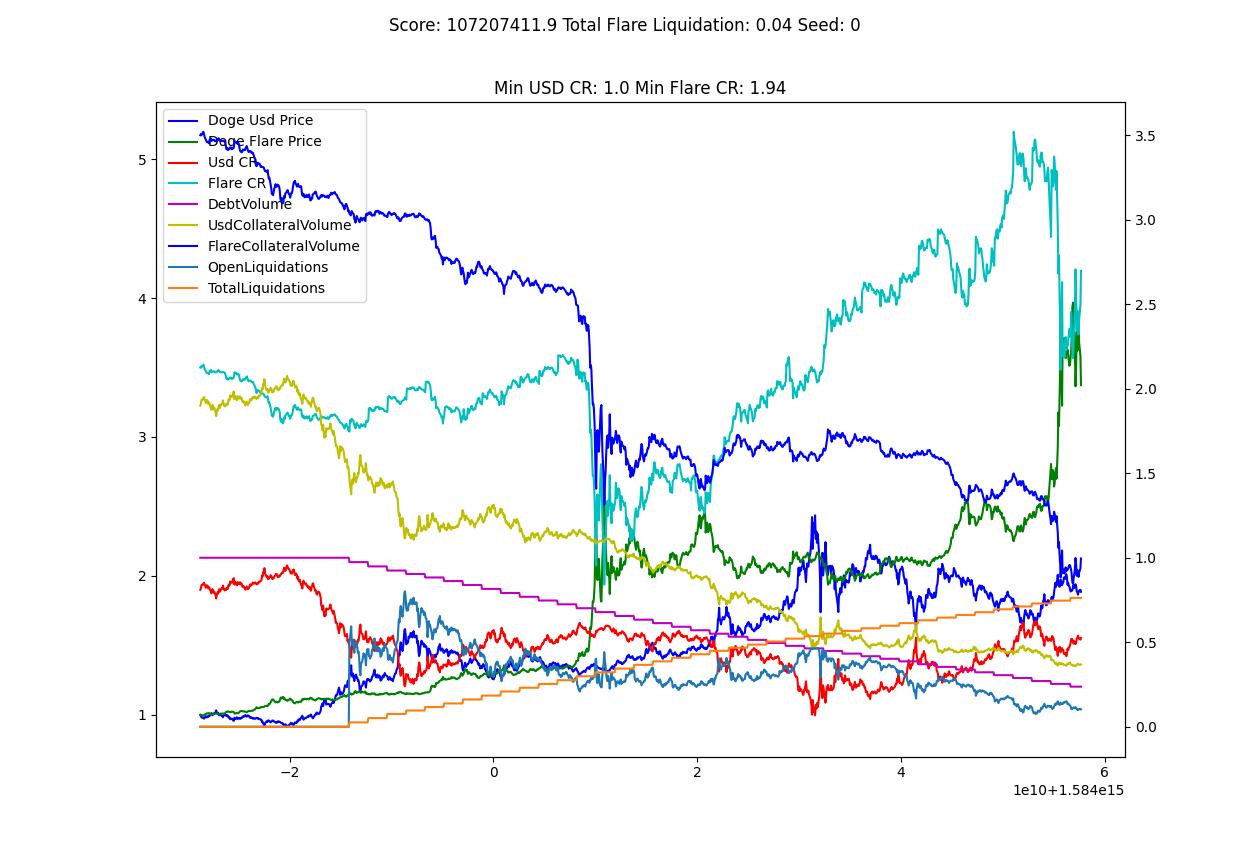 Score: 107207411.9 Total Flare Liquidation: 0.04 Seed: 0
Min USD CR: 1.0 Min Flare CR: 1.94
Doge Usd Price
Doge Flare Price
Usd CR
Flare CR
DebtVolume
UsdCollateralVolume
FlareCollateralVolume
OpenLiquidations
TotalLiquidations
5
4
3
2
1
3.5
3.0
2.5
2.0
1.5
1.0
0.5
0.0
−2 0 2 4 6
1e10+1.584e15